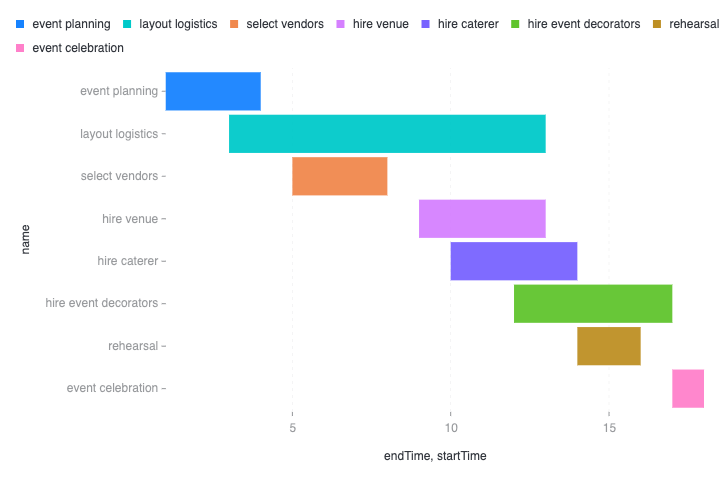 event planning layout logistics select vendors hire venue hire caterer hire event decorators rehearsal
event celebration
event planning
layout logistics
select vendors
hire venue
name
hire caterer
hire event decorators
rehearsal
event celebration
5 10 15
endTime, startTime